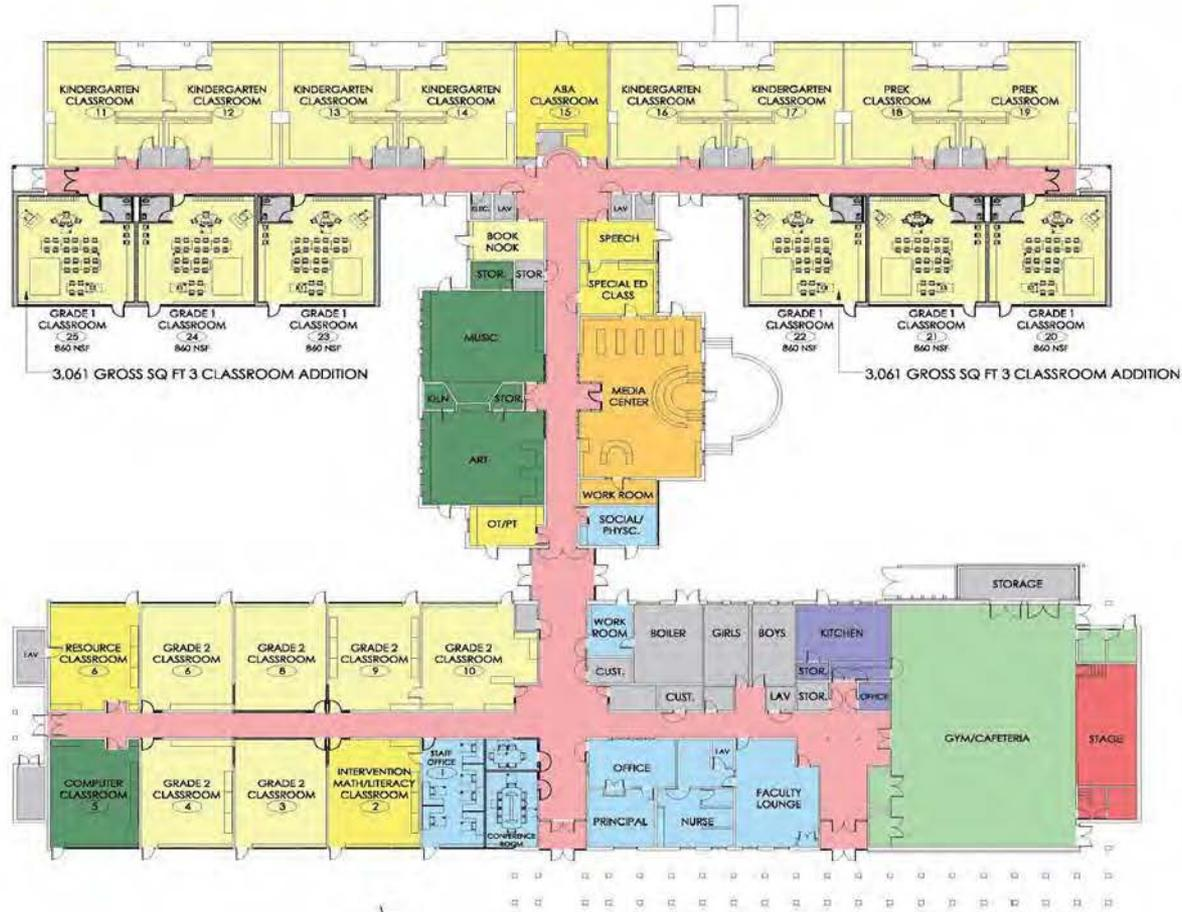 KINDERGARTEN
CLASSROOM
11
KINDERGARTEN
CLASSROOM
12
KINDERGARTEN
CLASSROOM
13
KINDERGARTEN
CLASSROOM
14
ABA
CLASSROOM
15
KINDERGARTEN
CLASSROOM
16
KINDERGARTEN
CLASSROOM
17
PREK
CLASSROOM
18
PREK
CLASSROOM
19
ELEC.
LAV
LAV
BOOK
NOOK
SPEECH
STOR.
STOR.
SPECIAL ED
CLASS
GRADE 1
CLASSROOM
25
860 NSF
GRADE 1
CLASSROOM
24
860 NSF
GRADE 1
CLASSROOM
23
860 NSF
GRADE 1
CLASSROOM
22
860 NSF
GRADE 1
CLASSROOM
21
860 NSF
GRADE 1
CLASSROOM
20
860 NSF
3,061 GROSS SQ FT 3 CLASSROOM ADDITION
3,061 GROSS SQ FT 3 CLASSROOM ADDITION
MUSIC
MEDIA
CENTER
KILN
STOR.
ART
WORK ROOM
OT/PT
SOCIAL/
PHYSC.
STORAGE
LAV
RESOURCE
CLASSROOM
6
GRADE 2
CLASSROOM
6
GRADE 2
CLASSROOM
8
GRADE 2
CLASSROOM
9
GRADE 2
CLASSROOM
10
WORK
ROOM
BOILER
GIRLS
BOYS
KITCHEN
CUST.
STOR.
CUST.
LAV
STOR.
OFFICE
GYM/CAFETERIA
STAGE
COMPUTER
CLASSROOM
5
GRADE 2
CLASSROOM
4
GRADE 2
CLASSROOM
3
INTERVENTION
MATH/LITERACY
CLASSROOM
2
STAFF
OFFICE
1
CONFERENCE
ROOM
OFFICE
LAV
PRINCIPAL
NURSE
FACULTY
LOUNGE